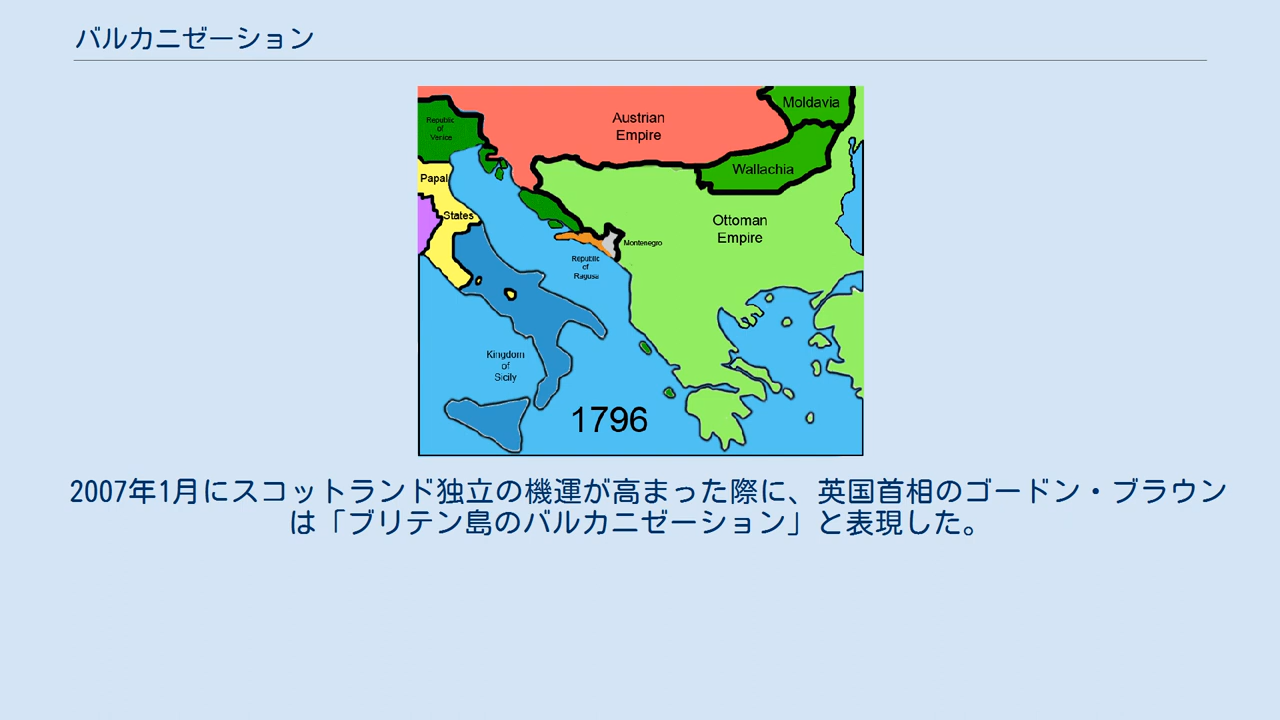 バルカニゼーション
Moldavia
Austrian
Empire
Republic
of
Venice
Wallachia
Papal
States
Ottoman
Empire
Montenegro
Republic
of
Ragusa
Kingdom
of
Sicily
1796
2007年1月にスコットランド独立の機運が高まった際に、英国首相のゴードン・ブラウン
は「ブリテン島のバルカニゼーション」と表現した。